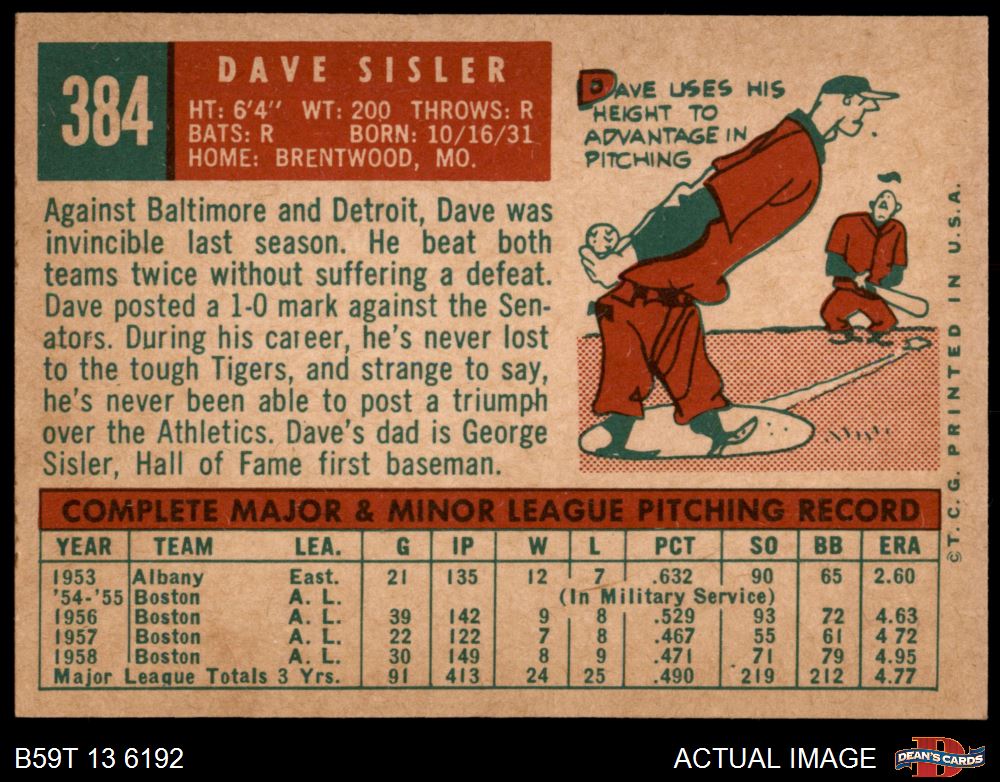 384
DAVE SISLER
HT: 6'4" WT: 200 THROWS: R
BATS: R BORN: 10/16/31
HOME: BRENTWOOD, MO.
DAVE USES HIS
HEIGHT TO
ADVANTAGE IN
PITCHING
Against Baltimore and Detroit, Dave was
invincible last season. He beat both
teams twice without suffering a defeat.
Dave posted a 1-0 mark against the Sen-
ators. During his career, he's never lost
to the tough Tigers, and strange to say,
he's never been able to post a triumph
over the Athletics. Dave's dad is George
Sisler, Hall of Fame first baseman.
©T.C.G. PRINTED IN U.S.A.
COMPLETE MAJOR & MINOR LEAGUE PITCHING RECORD
YEAR TEAM LEA. G IP W L PCT SO BB ERA
1953 Albany East. 21 135 12 7 .632 90 65 2.60
'54-'55 Boston A. L. (In Military Service)
1956 Boston A. L. 39 142 9 8 .529 93 72 4.63
1957 Boston A. L. 22 122 7 8 .467 55 61 4.72
1958 Boston A. L. 30 149 8 9 .471 71 79 4.95
Major League Totals 3 Yrs. 91 413 24 25 .490 219 212 4.77
B59T 13 6192
ACTUAL IMAGE
D
DEAN'S CARDS